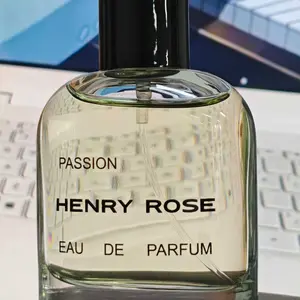 PASSION
HENRY ROSE
EAU DE PARFUM